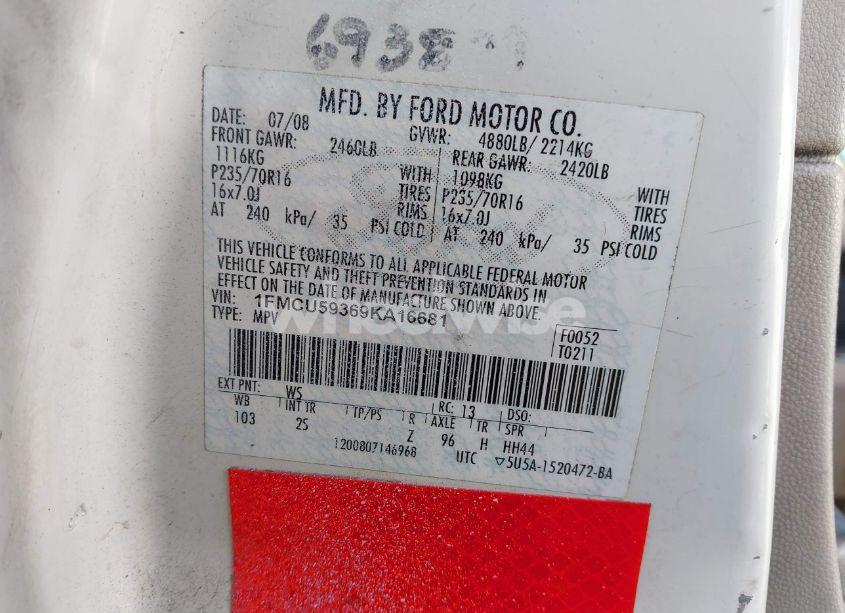 6938
MFD. BY FORD MOTOR CO.
DATE: 07/08 GVWR: 4880LB/ 2214KG
FRONT GAWR: 2460LB REAR GAWR: 2420LB
1116KG WITH 1098KG WITH
P235/70R16 TIRES P235/70R16 TIRES
16x7.0J RIMS 16x7.0J RIMS
AT 240 kPa/ 35 PSI COLD AT 240 kPa/ 35 PSI COLD
THIS VEHICLE CONFORMS TO ALL APPLICABLE FEDERAL MOTOR
VEHICLE SAFETY AND THEFT PREVENTION STANDARDS IN
EFFECT ON THE DATE OF MANUFACTURE SHOWN ABOVE.
VIN: 1FMCU59369KA16681
TYPE: MPV
F0052
T0211
wheelwise
EXT PNT: WS RC: 13 DSO:
WB INT TR TP/PS R AXLE TR SPR
103 25 Z 96 H HH44
1200807146968 UTC ▽5U5A-1520472-BA